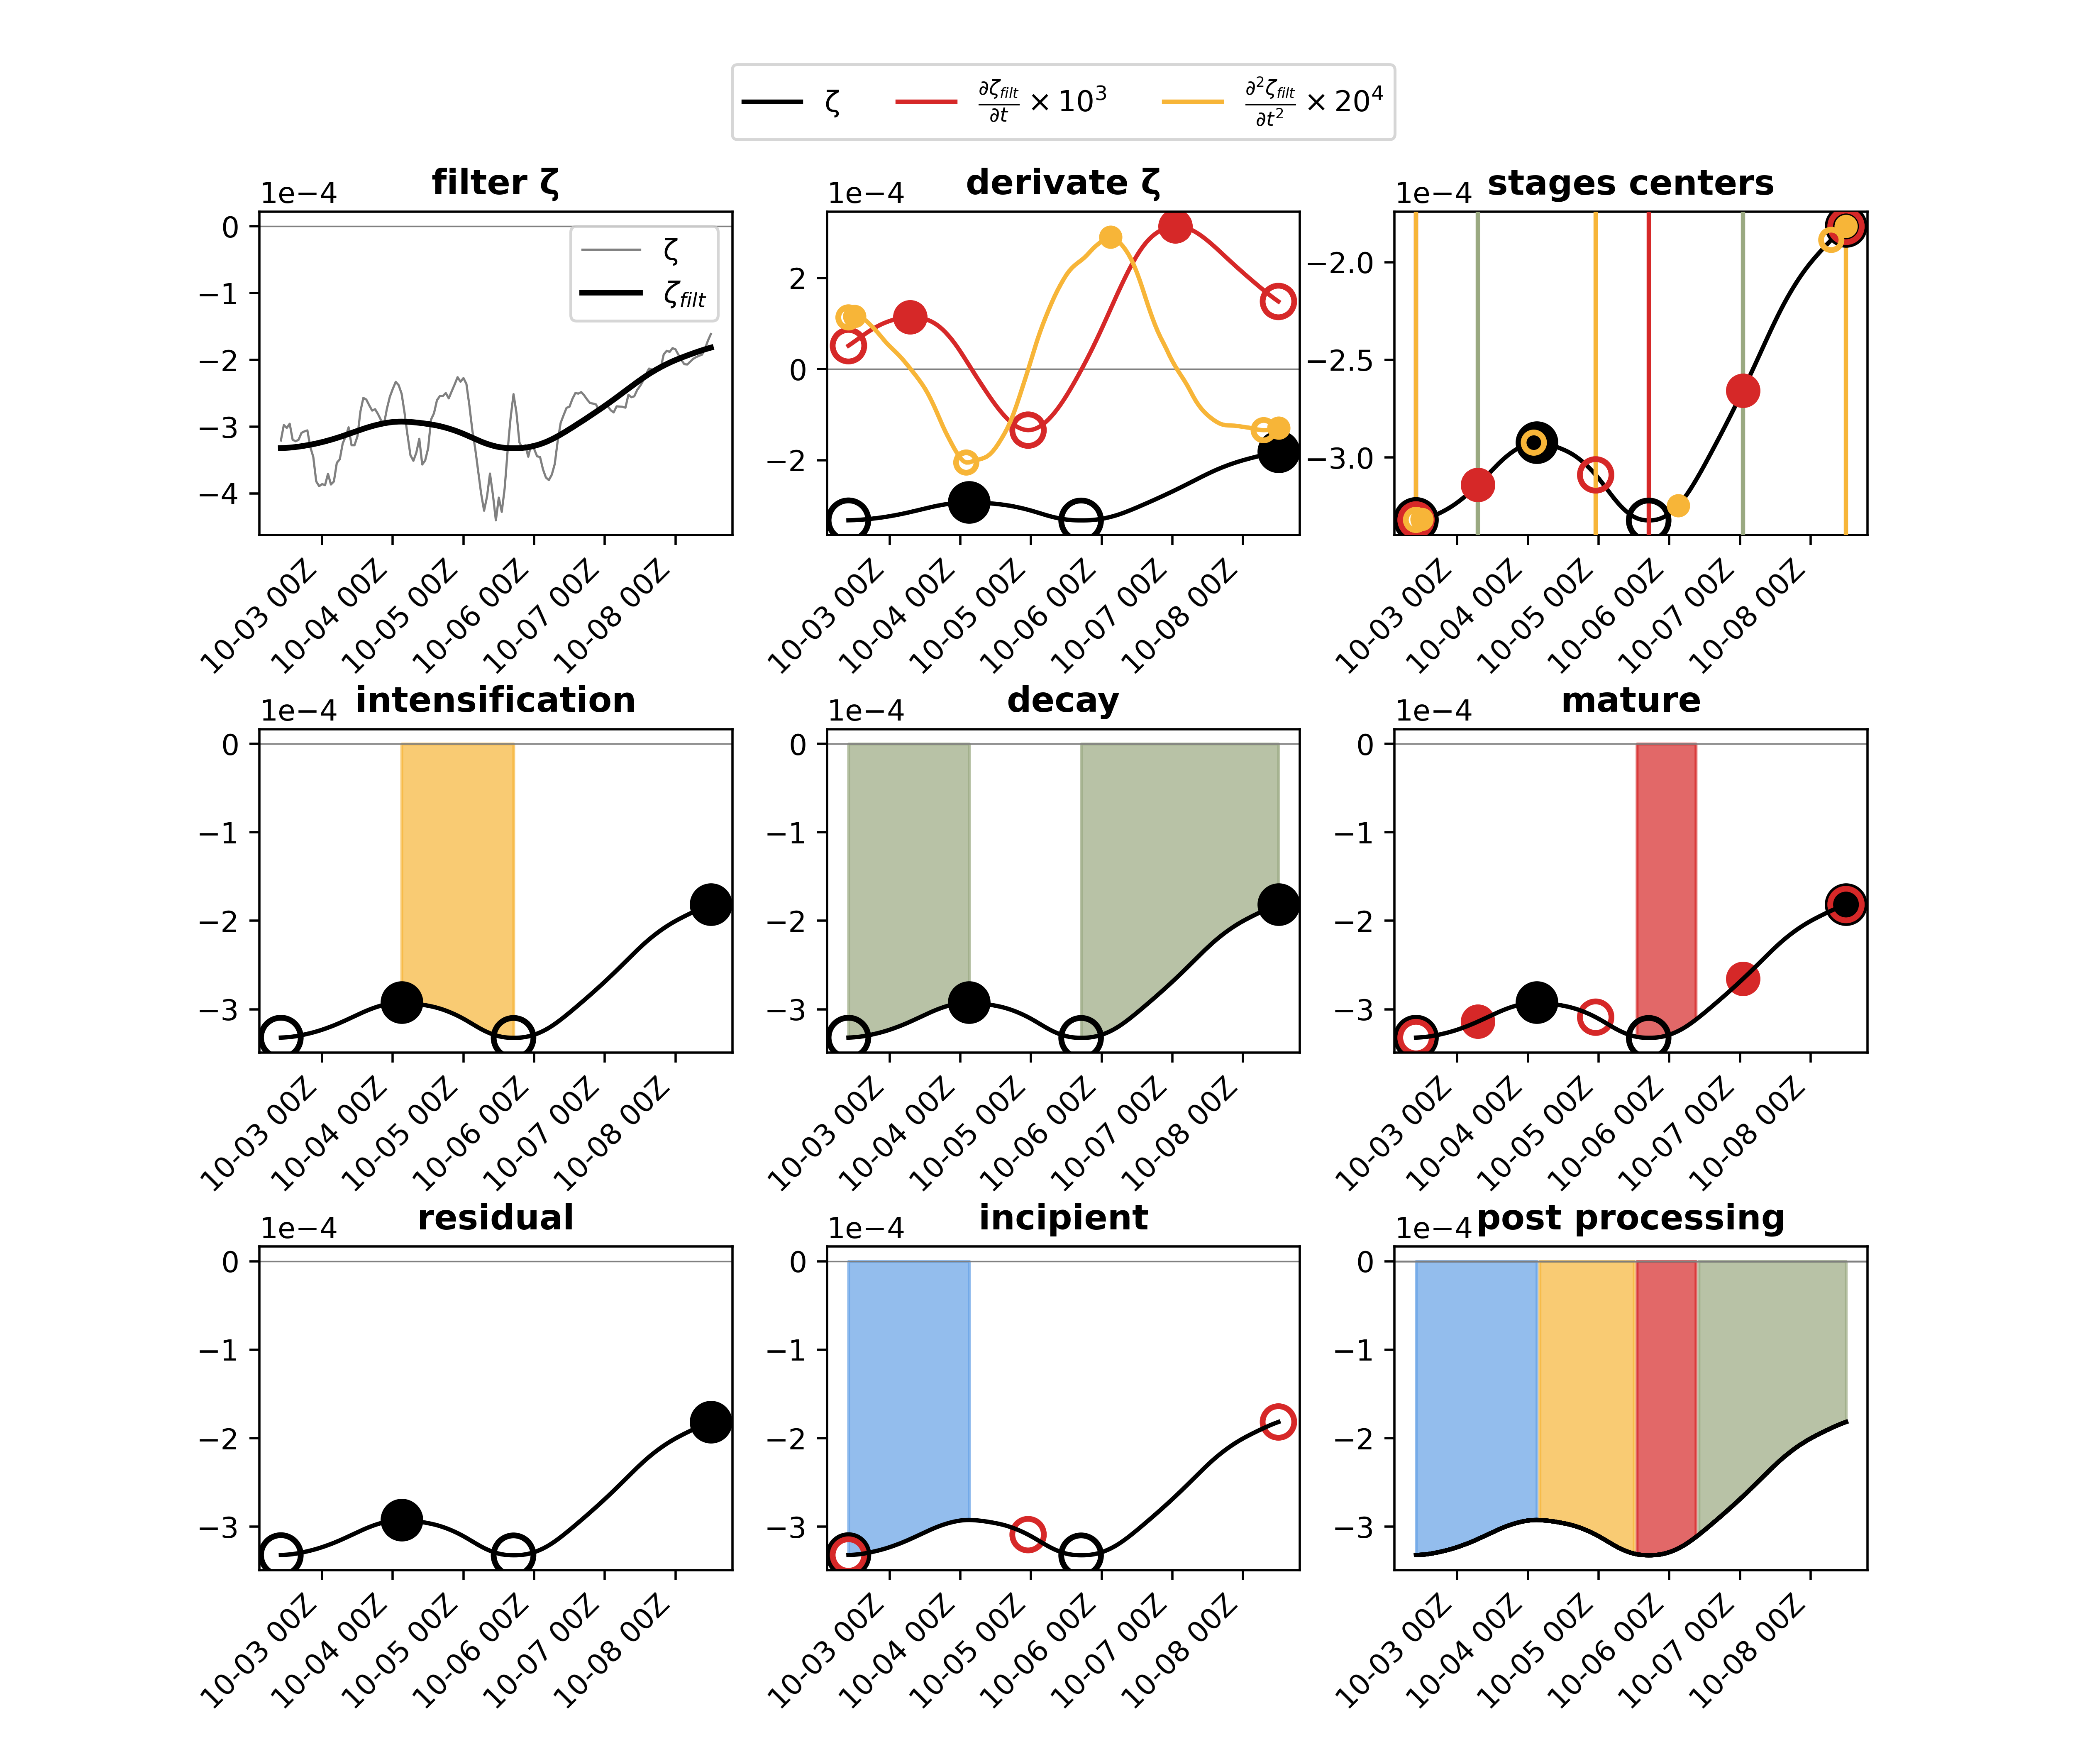 ζ ∂ζ_filt/∂t × 10³ ∂²ζ_filt/∂t² × 20⁴
filter ζ derivate ζ stages centers
1e−4 1e−4 1e−4
0
−1
−2
−3
−4
ζ
ζ_filt
2
0
−2
−2.0
−2.5
−3.0
10-03 00Z 10-04 00Z 10-05 00Z 10-06 00Z 10-07 00Z 10-08 00Z
10-03 00Z 10-04 00Z 10-05 00Z 10-06 00Z 10-07 00Z 10-08 00Z
10-03 00Z 10-04 00Z 10-05 00Z 10-06 00Z 10-07 00Z 10-08 00Z
intensification decay mature
1e−4 1e−4 1e−4
0
−1
−2
−3
0
−1
−2
−3
0
−1
−2
−3
10-03 00Z 10-04 00Z 10-05 00Z 10-06 00Z 10-07 00Z 10-08 00Z
10-03 00Z 10-04 00Z 10-05 00Z 10-06 00Z 10-07 00Z 10-08 00Z
10-03 00Z 10-04 00Z 10-05 00Z 10-06 00Z 10-07 00Z 10-08 00Z
residual incipient post processing
1e−4 1e−4 1e−4
0
−1
−2
−3
0
−1
−2
−3
0
−1
−2
−3
10-03 00Z 10-04 00Z 10-05 00Z 10-06 00Z 10-07 00Z 10-08 00Z
10-03 00Z 10-04 00Z 10-05 00Z 10-06 00Z 10-07 00Z 10-08 00Z
10-03 00Z 10-04 00Z 10-05 00Z 10-06 00Z 10-07 00Z 10-08 00Z